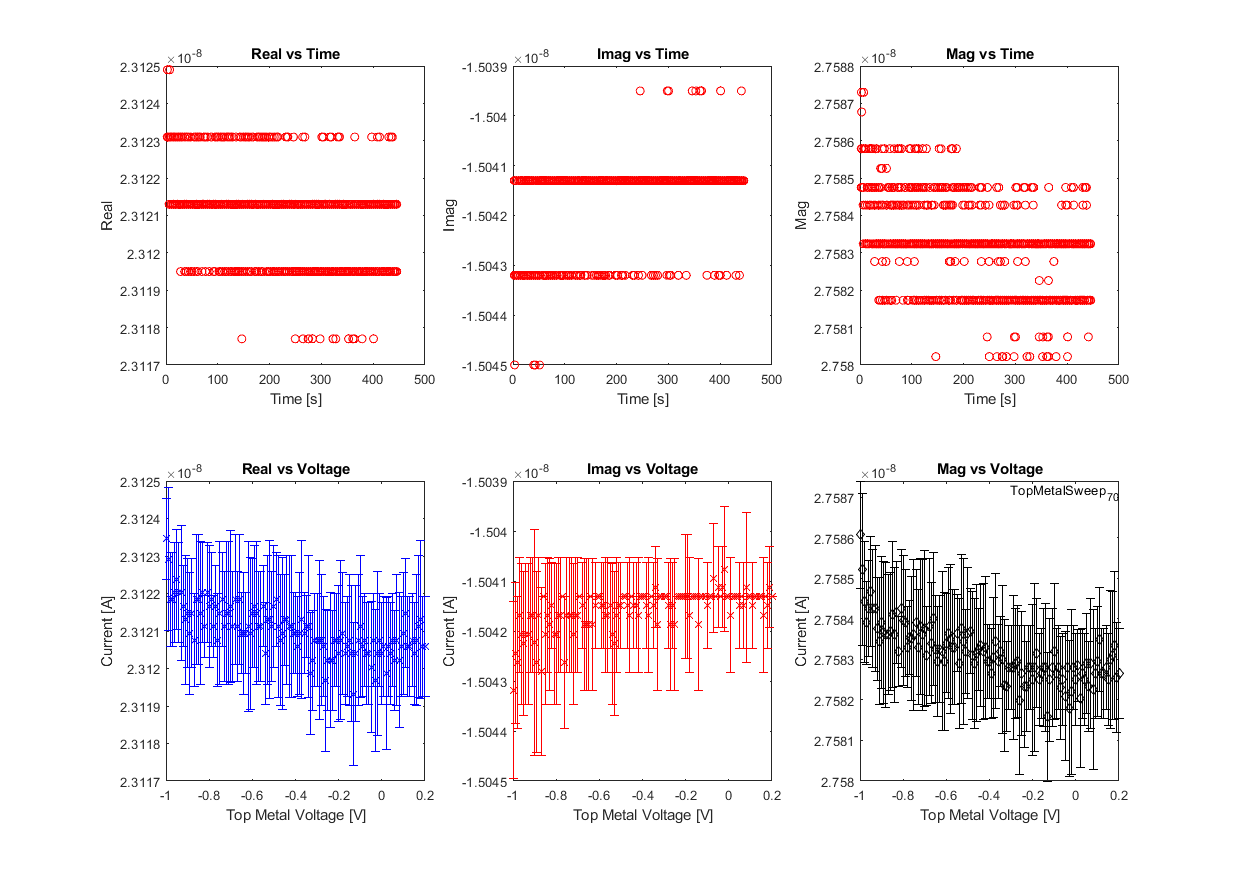 Real vs Time
×10-8
2.3125
2.3124
2.3123
2.3122
2.3121
2.312
2.3119
2.3118
2.3117
Real
0 100 200 300 400 500
Time [s]
Imag vs Time
×10-8
-1.5039
-1.504
-1.5041
-1.5042
-1.5043
-1.5044
-1.5045
Imag
0 100 200 300 400 500
Time [s]
Mag vs Time
×10-8
2.7588
2.7587
2.7586
2.7585
2.7584
2.7583
2.7582
2.7581
2.758
Mag
0 100 200 300 400 500
Time [s]
Real vs Voltage
×10-8
2.3125
2.3124
2.3123
2.3122
2.3121
2.312
2.3119
2.3118
2.3117
Current [A]
-1 -0.8 -0.6 -0.4 -0.2 0 0.2
Top Metal Voltage [V]
Imag vs Voltage
×10-8
-1.5039
-1.504
-1.5041
-1.5042
-1.5043
-1.5044
-1.5045
Current [A]
-1 -0.8 -0.6 -0.4 -0.2 0 0.2
Top Metal Voltage [V]
Mag vs Voltage
×10-8
TopMetalSweep70
2.7587
2.7586
2.7585
2.7584
2.7583
2.7582
2.7581
2.758
Current [A]
-1 -0.8 -0.6 -0.4 -0.2 0 0.2
Top Metal Voltage [V]